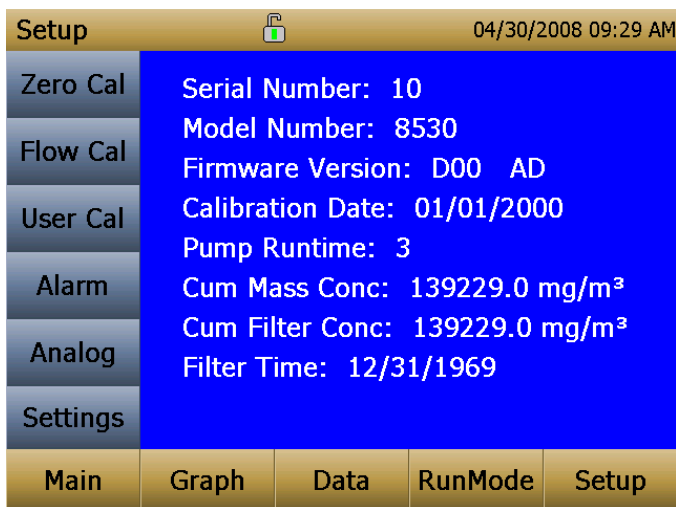 Setup 04/30/2008 09:29 AM
Zero Cal
Flow Cal
User Cal
Alarm
Analog
Settings
Serial Number: 10
Model Number: 8530
Firmware Version: D00 AD
Calibration Date: 01/01/2000
Pump Runtime: 3
Cum Mass Conc: 139229.0 mg/m³
Cum Filter Conc: 139229.0 mg/m³
Filter Time: 12/31/1969
Main Graph Data RunMode Setup